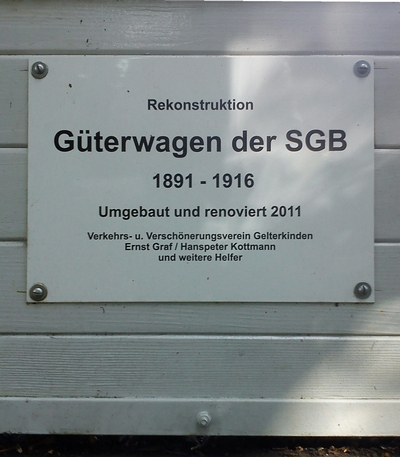 Rekonstruktion
Güterwagen der SGB
1891 - 1916
Umgebaut und renoviert 2011
Verkehrs- u. Verschönerungsverein Gelterkinden
Ernst Graf / Hanspeter Kottmann
und weitere Helfer